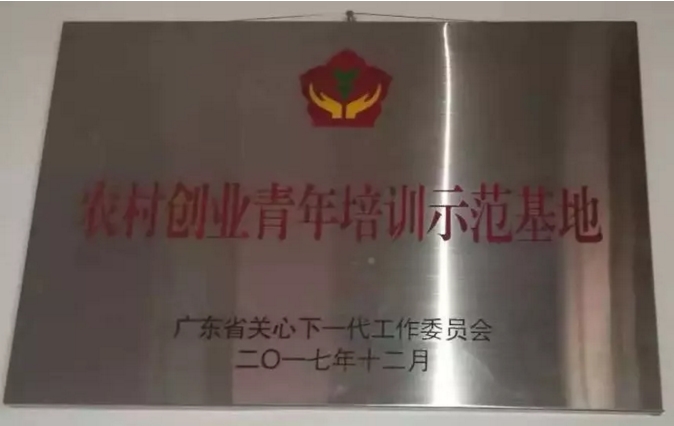 农村创业青年培训示范基地
广东省关心下一代工作委员会
二〇一七年十二月